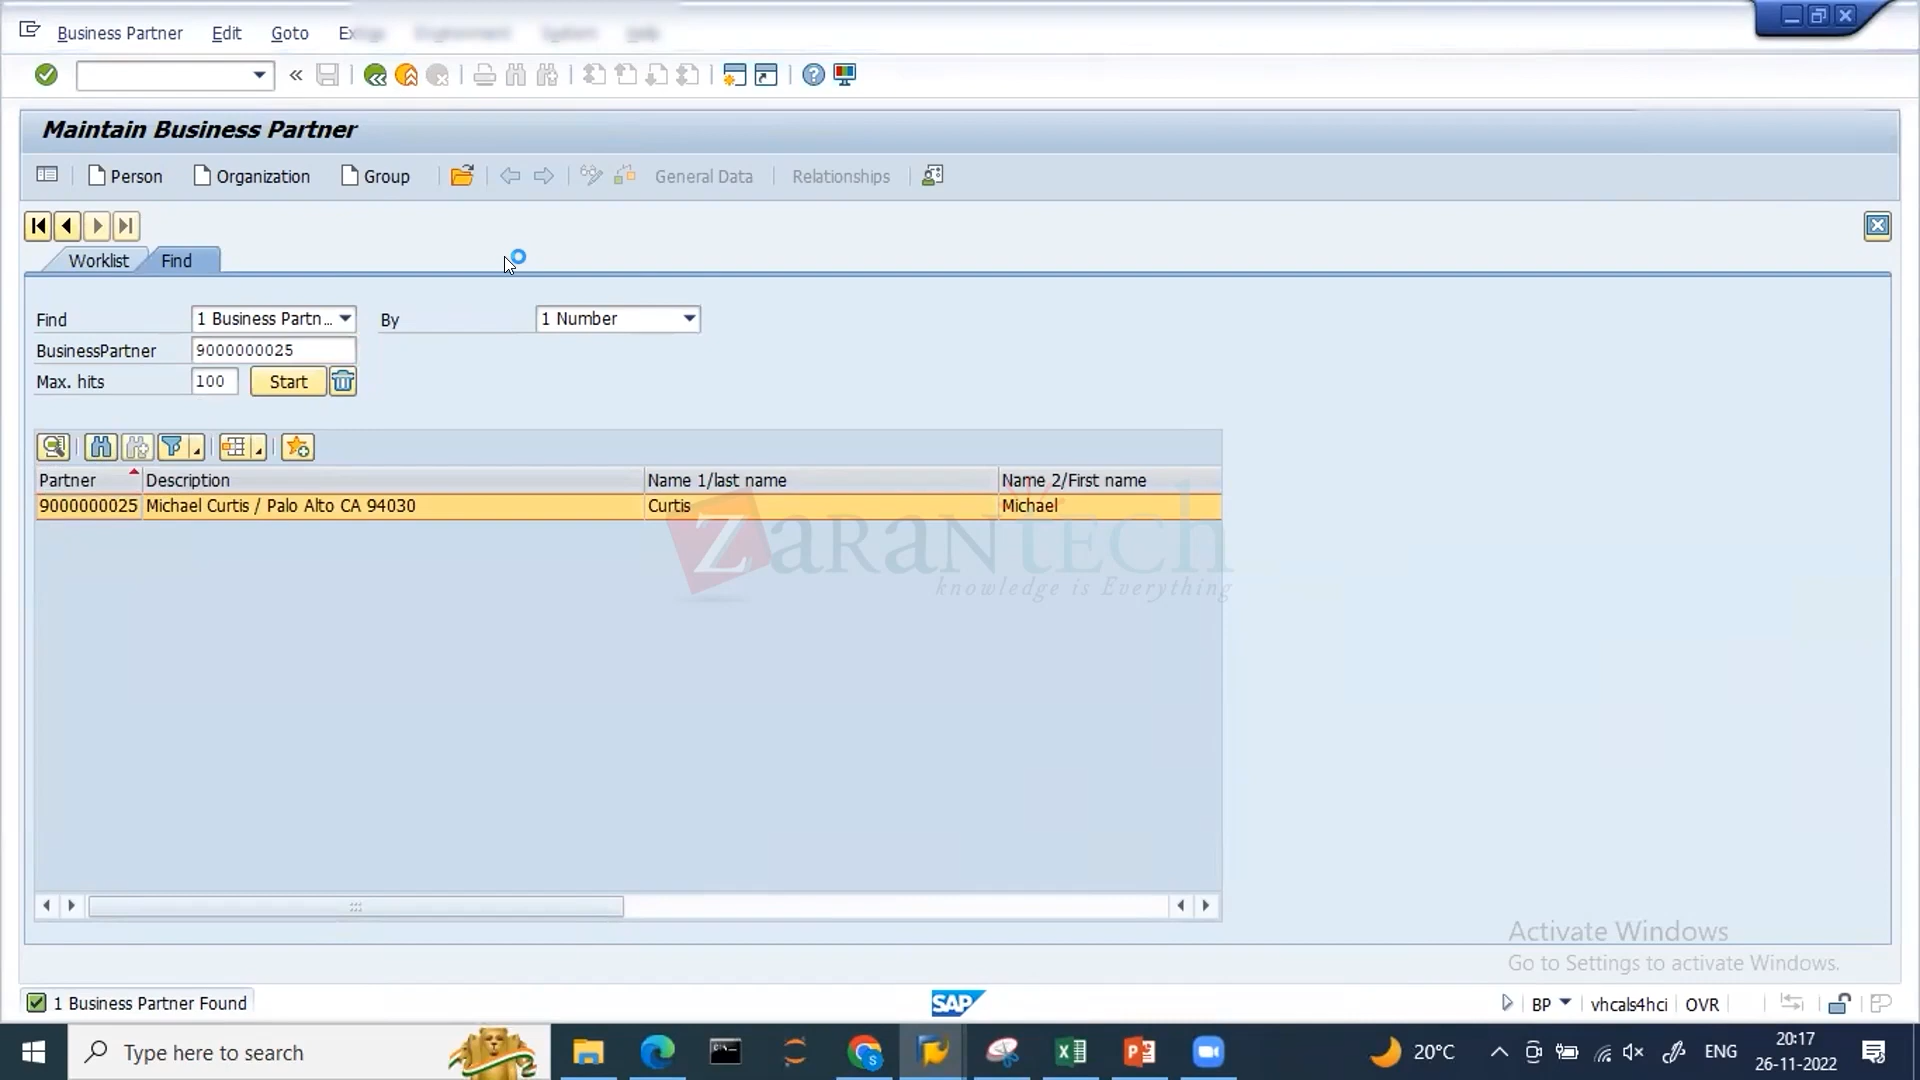 Business Partner Edit Goto
Maintain Business Partner
Person Organization Group General Data Relationships
Worklist Find
Find 1 Business Partn... By 1 Number
BusinessPartner 9000000025
Max. hits 100 Start
Partner Description Name 1/last name Name 2/First name
9000000025 Michael Curtis / Palo Alto CA 94030 Curtis Michael
ZARANTECH
knowledge is Everything
Activate Windows
Go to Settings to activate Windows.
1 Business Partner Found SAP BP vhcals4hci OVR
Type here to search 20°C ENG 20:17
26-11-2022